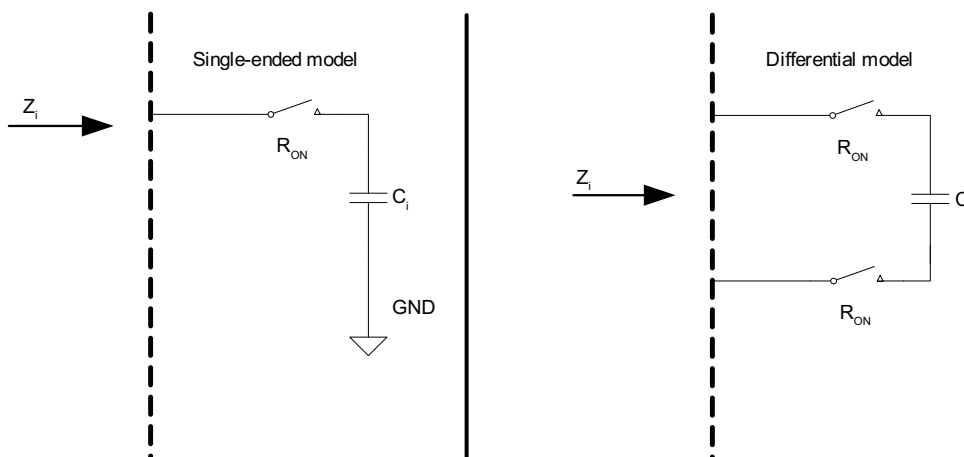 Single-ended model
Z_i
R_ON
C_i
GND
Differential model
Z_i
R_ON
C
R_ON